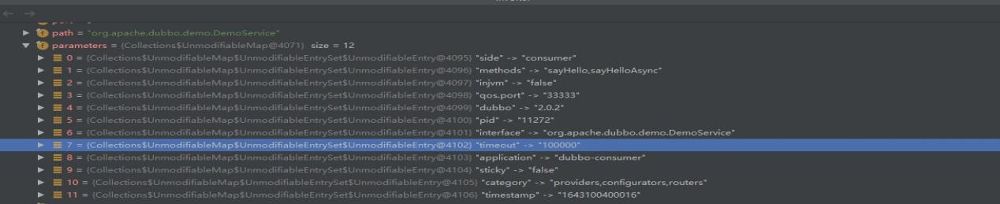 path = "org.apache.dubbo.demo.DemoService"
parameters = {Collections$UnmodifiableMap@4071} size = 12
0 = {Collections$UnmodifiableMap$UnmodifiableEntrySet$UnmodifiableEntry@4095} "side" -> "consumer"
1 = {Collections$UnmodifiableMap$UnmodifiableEntrySet$UnmodifiableEntry@4096} "methods" -> "sayHello,sayHelloAsync"
2 = {Collections$UnmodifiableMap$UnmodifiableEntrySet$UnmodifiableEntry@4097} "injvm" -> "false"
3 = {Collections$UnmodifiableMap$UnmodifiableEntrySet$UnmodifiableEntry@4098} "qos.port" -> "33333"
4 = {Collections$UnmodifiableMap$UnmodifiableEntrySet$UnmodifiableEntry@4099} "dubbo" -> "2.0.2"
5 = {Collections$UnmodifiableMap$UnmodifiableEntrySet$UnmodifiableEntry@4100} "pid" -> "11272"
6 = {Collections$UnmodifiableMap$UnmodifiableEntrySet$UnmodifiableEntry@4101} "interface" -> "org.apache.dubbo.demo.DemoService"
7 = {Collections$UnmodifiableMap$UnmodifiableEntrySet$UnmodifiableEntry@4102} "timeout" -> "100000"
8 = {Collections$UnmodifiableMap$UnmodifiableEntrySet$UnmodifiableEntry@4103} "application" -> "dubbo-consumer"
9 = {Collections$UnmodifiableMap$UnmodifiableEntrySet$UnmodifiableEntry@4104} "sticky" -> "false"
10 = {Collections$UnmodifiableMap$UnmodifiableEntrySet$UnmodifiableEntry@4105} "category" -> "providers,configurators,routers"
11 = {Collections$UnmodifiableMap$UnmodifiableEntrySet$UnmodifiableEntry@4106} "timestamp" -> "1643100400016"